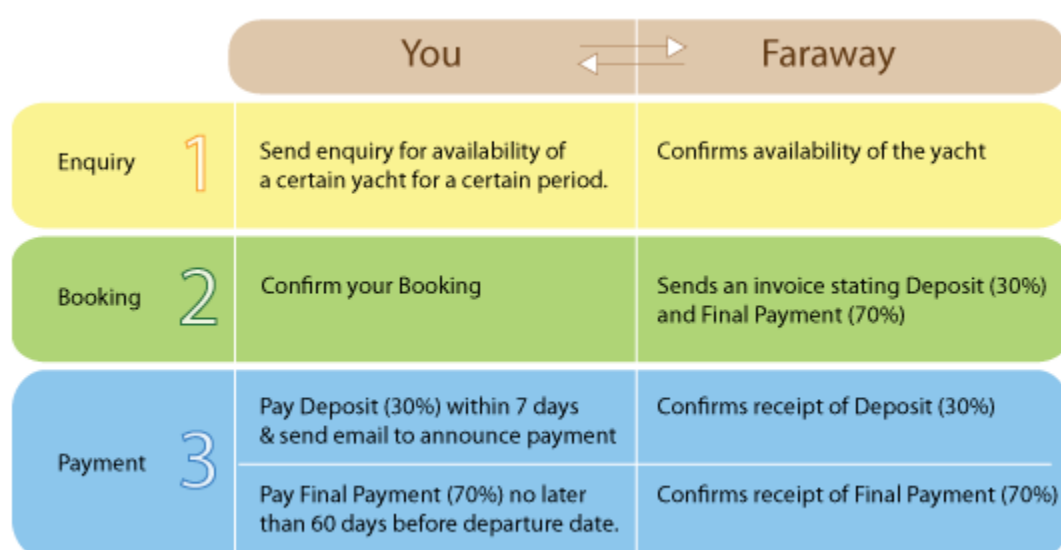 You Faraway
Enquiry 1
Send enquiry for availability of
a certain yacht for a certain period.
Confirms availability of the yacht
Booking 2
Confirm your Booking
Sends an invoice stating Deposit (30%)
and Final Payment (70%)
Payment 3
Pay Deposit (30%) within 7 days
& send email to announce payment
Confirms receipt of Deposit (30%)
Pay Final Payment (70%) no later
than 60 days before departure date.
Confirms receipt of Final Payment (70%)